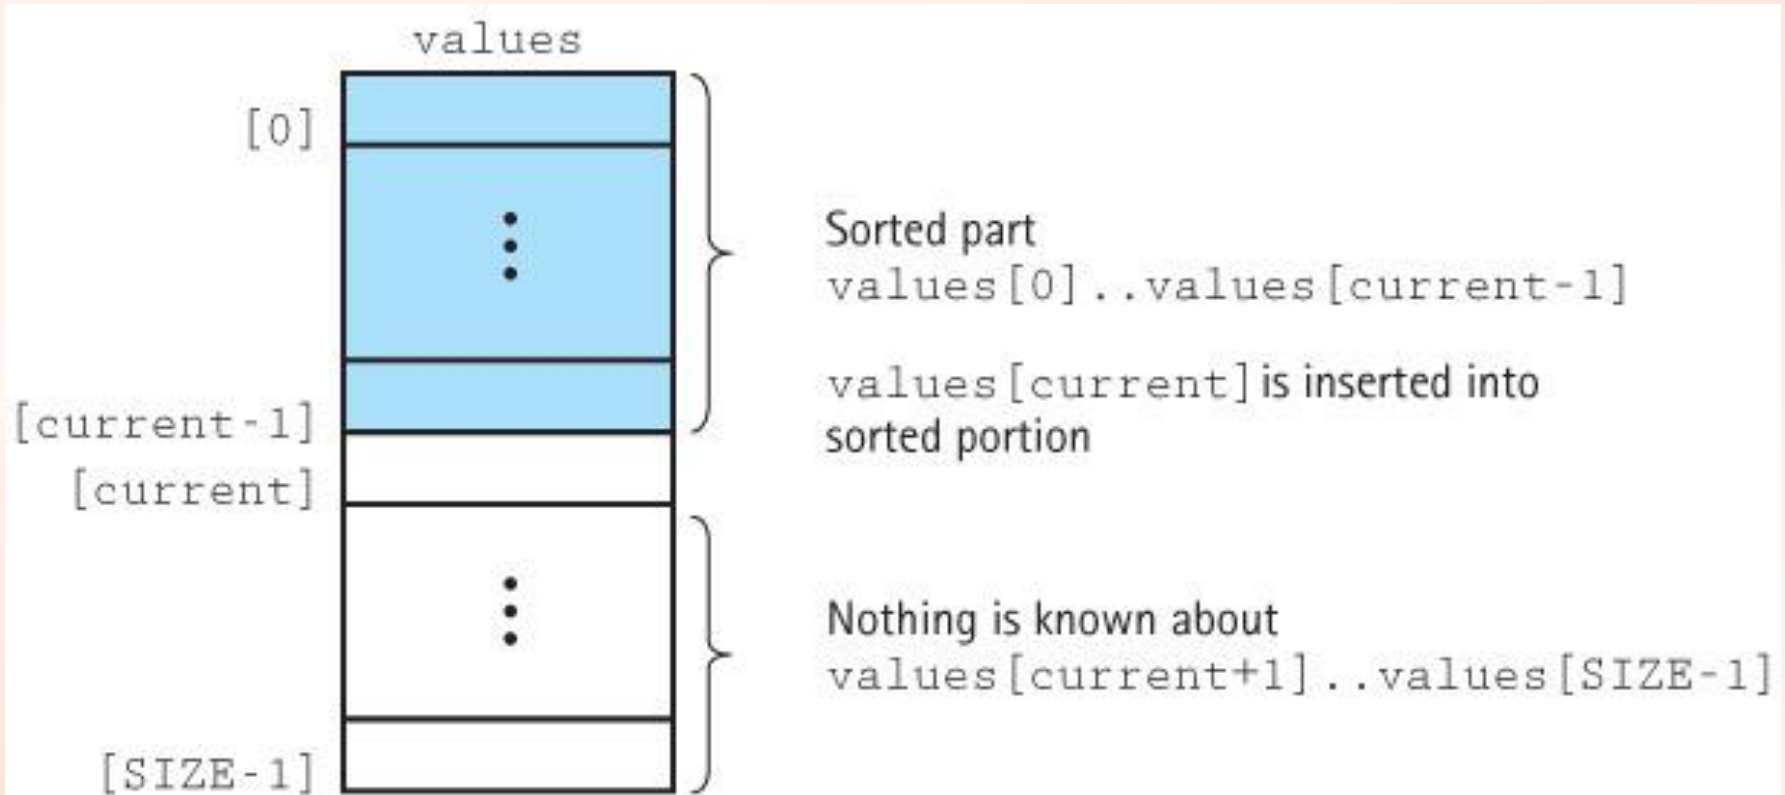 values
[0]
Sorted part
values[0]..values[current-1]
values[current] is inserted into
[current-1]
sorted portion
[current]
Nothing is known about
values[current+1]..values[SIZE-1]
[SIZE-1]